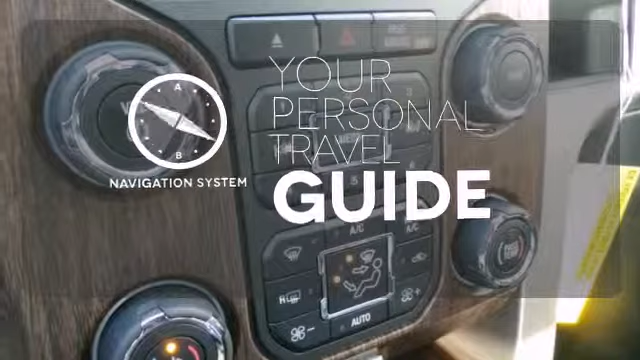 YOUR
PERSONAL
TRAVEL
GUIDE
A
B
NAVIGATION SYSTEM
A/C
A/C
R
AUTO